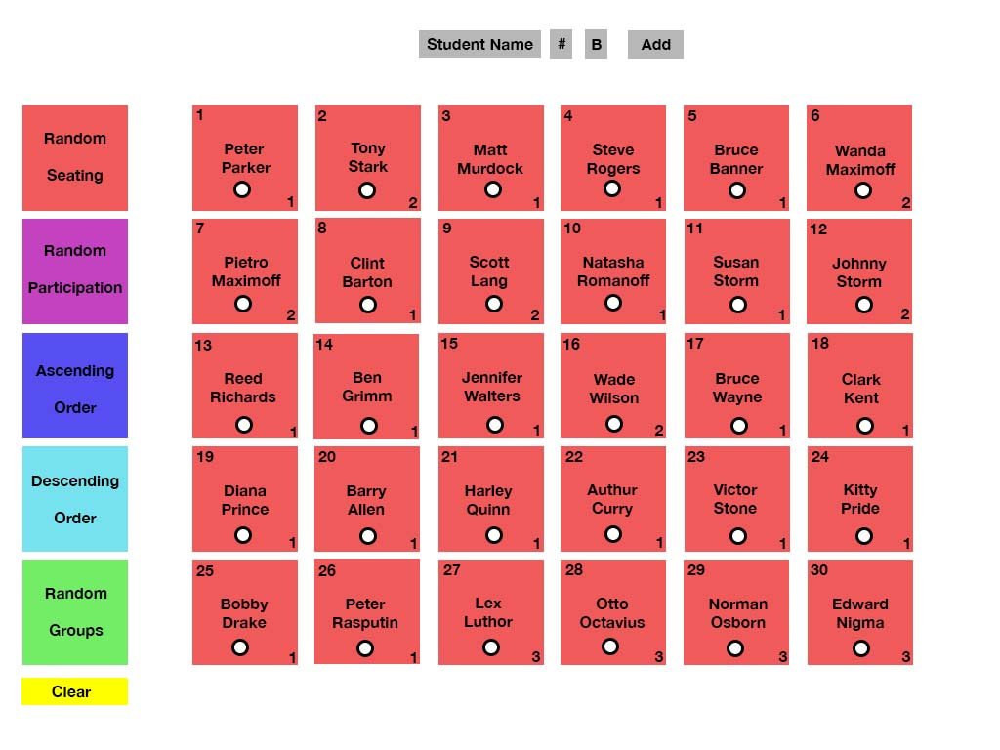 Student Name # B Add
Random
Seating
1 2 3 4 5 6
Peter Tony Matt Steve Bruce Wanda
Parker Stark Murdock Rogers Banner Maximoff
1 2 1 1 1 2
Random
Participation
7 8 9 10 11 12
Pietro Clint Scott Natasha Susan Johnny
Maximoff Barton Lang Romanoff Storm Storm
2 1 2 1 1 2
Ascending
Order
13 14 15 16 17 18
Reed Ben Jennifer Wade Bruce Clark
Richards Grimm Walters Wilson Wayne Kent
1 1 1 2 1 1
Descending
Order
19 20 21 22 23 24
Diana Barry Harley Authur Victor Kitty
Prince Allen Quinn Curry Stone Pride
1 1 1 1 1 1
Random
Groups
25 26 27 28 29 30
Bobby Peter Lex Otto Norman Edward
Drake Rasputin Luthor Octavius Osborn Nigma
1 1 3 3 3 3
Clear